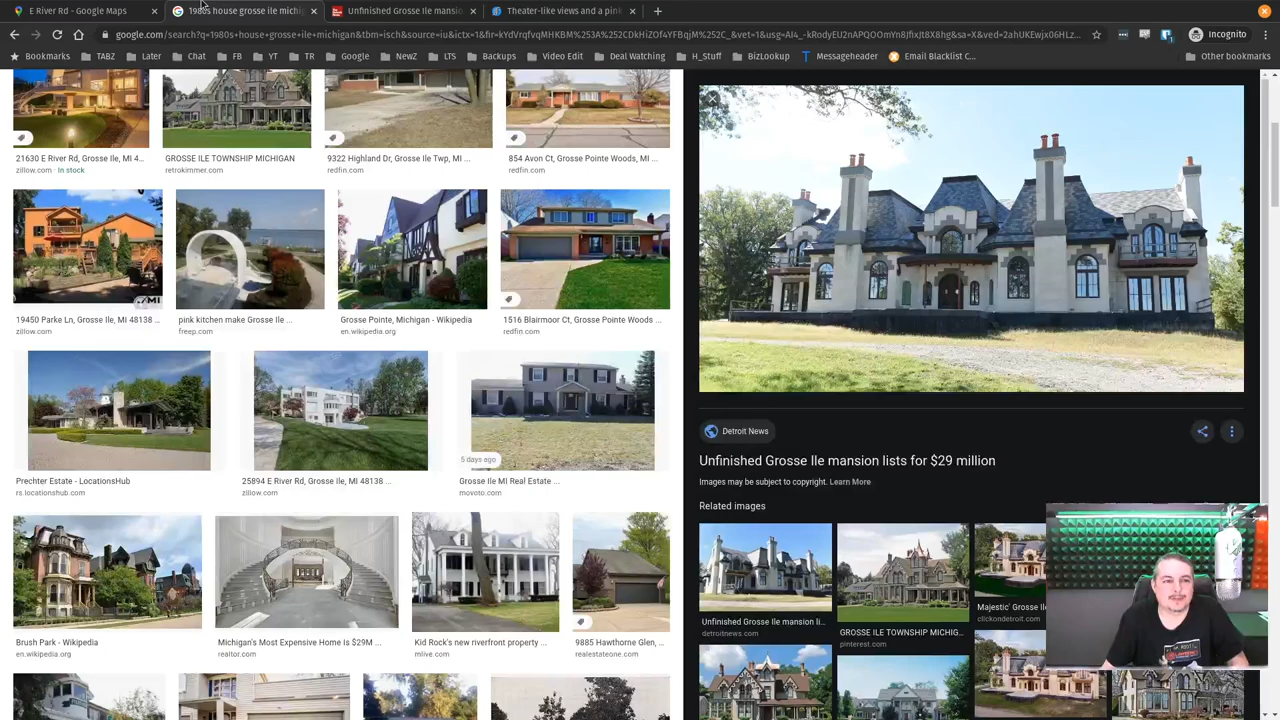 E River Rd - Google Maps
1980s house grosse ile michig
Unfinished Grosse Ile mansio
Theater-like views and a pink
Incognito
Bookmarks TABZ Later Chat FB YT TR Google NewZ LTS Backups Video Edit Deal Watching H_Stuff BizLookup Messageheader Email Blacklist C... Other bookmarks
21630 E River Rd, Grosse Ile, MI 4...
zillow.com · In stock
GROSSE ILE TOWNSHIP MICHIGAN
retrokimmer.com
9322 Highland Dr, Grosse Ile Twp, MI ...
redfin.com
854 Avon Ct, Grosse Pointe Woods, MI ...
redfin.com
19450 Parke Ln, Grosse Ile, MI 48138 ...
zillow.com
pink kitchen make Grosse Ile ...
freep.com
Grosse Pointe, Michigan - Wikipedia
en.wikipedia.org
1516 Blairmoor Ct, Grosse Pointe Woods ...
redfin.com
Prechter Estate - LocationsHub
rs.locationshub.com
25894 E River Rd, Grosse Ile, MI 48138 ...
zillow.com
5 days ago
Grosse Ile MI Real Estate ...
movoto.com
Brush Park - Wikipedia
en.wikipedia.org
Michigan's Most Expensive Home Is $29M ...
realtor.com
Kid Rock's new riverfront property ...
mlive.com
9885 Hawthorne Glen, ...
realestateone.com
Detroit News
Unfinished Grosse Ile mansion lists for $29 million
Images may be subject to copyright. Learn More
Related images
Unfinished Grosse Ile mansion li...
detroitnews.com
GROSSE ILE TOWNSHIP MICHIG...
pinterest.com
Majestic' Grosse Ile
clickondetroit.com